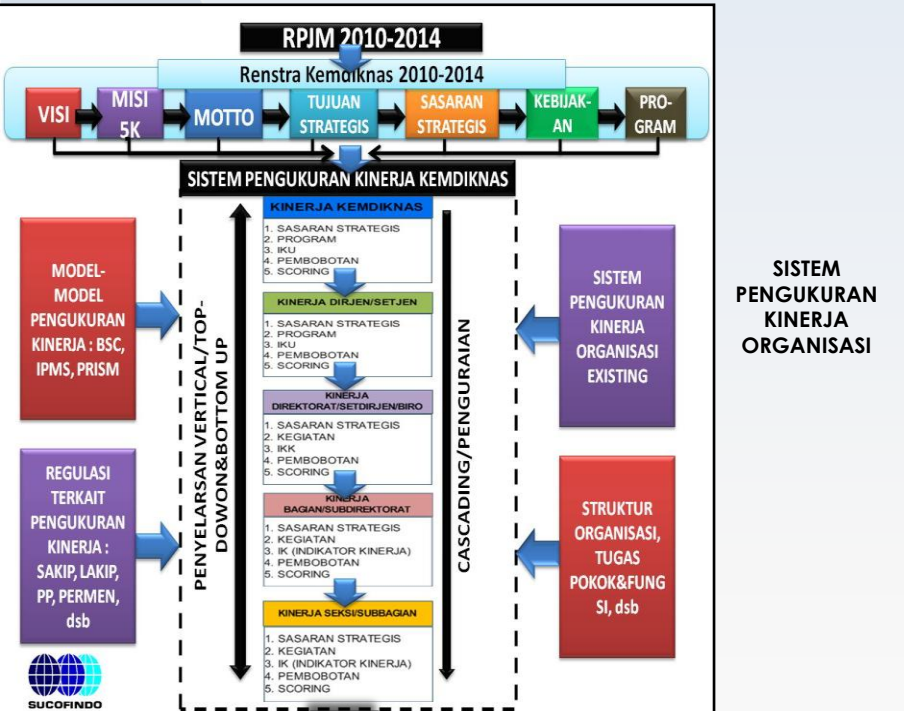 RPJM 2010-2014
Renstra Kemdiknas 2010-2014
VISI
MISI
5K
MOTTO
TUJUAN
STRATEGIS
SASARAN
STRATEGIS
KEBIJAK-
AN
PRO-
GRAM
SISTEM PENGUKURAN KINERJA KEMDIKNAS
MODEL-
MODEL
PENGUKURAN
KINERJA : BSC,
IPMS, PRISM
REGULASI
TERKAIT
PENGUKURAN
KINERJA :
SAKIP, LAKIP,
PP, PERMEN,
dsb
PENYELARSAN VERTICAL/TOP-
DOWON&BOTTOM UP
KINERJA KEMDIKNAS
1. SASARAN STRATEGIS
2. PROGRAM
3. IKU
4. PEMBOBOTAN
5. SCORING
KINERJA DIRJEN/SETJEN
1. SASARAN STRATEGIS
2. PROGRAM
3. IKU
4. PEMBOBOTAN
5. SCORING
KINERJA
DIREKTORAT/SETDIRJEN/BIRO
1. SASARAN STRATEGIS
2. KEGIATAN
3. IKK
4. PEMBOBOTAN
5. SCORING
KINERJA
BAGIAN/SUBDIREKTORAT
1. SASARAN STRATEGIS
2. KEGIATAN
3. IK (INDIKATOR KINERJA)
4. PEMBOBOTAN
5. SCORING
KINERJA SEKSI/SUBBAGIAN
1. SASARAN STRATEGIS
2. KEGIATAN
3. IK (INDIKATOR KINERJA)
4. PEMBOBOTAN
5. SCORING
CASCADING/PENGURAIAN
SISTEM
PENGUKURAN
KINERJA
ORGANISASI
EXISTING
STRUKTUR
ORGANISASI,
TUGAS
POKOK&FUNG
SI, dsb
SUCOFINDO
SISTEM
PENGUKURAN
KINERJA
ORGANISASI